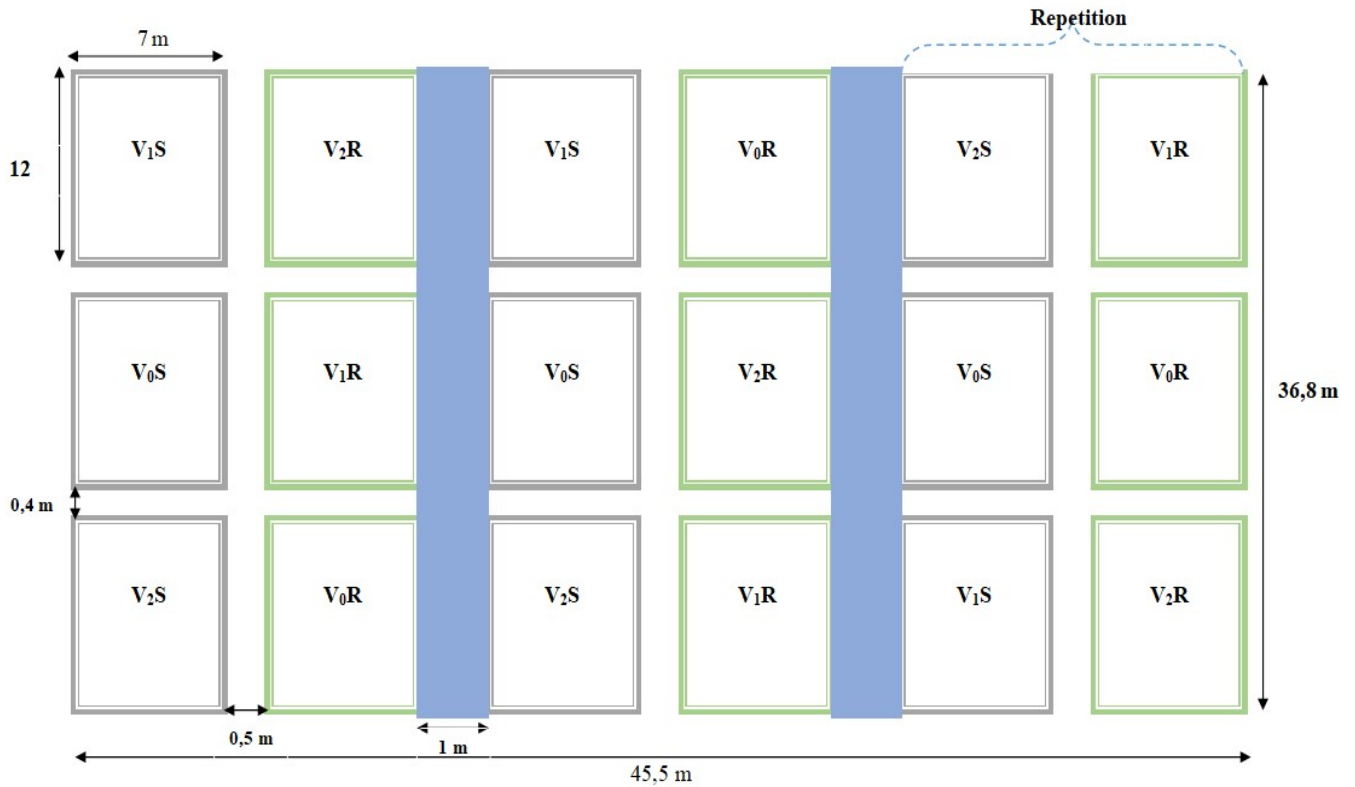 Repetition
7 m
12
V₁S
V₂R
V₁S
V₀R
V₂S
V₁R
V₀S
V₁R
V₀S
V₂R
V₀S
V₀R
36,8 m
0,4 m
V₂S
V₀R
V₂S
V₁R
V₁S
V₂R
0,5 m
1 m
45,5 m